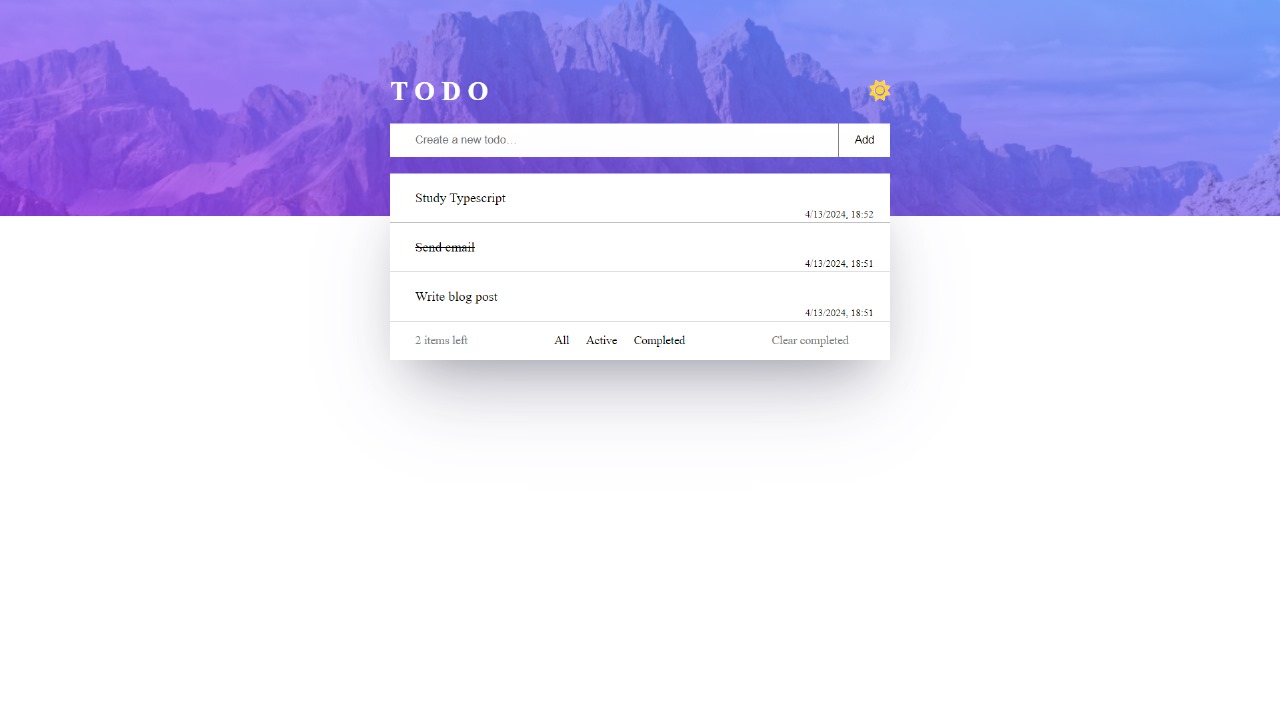 TODO
Create a new todo…
Add
Study Typescript
4/13/2024, 18:52
Send email
4/13/2024, 18:51
Write blog post
4/13/2024, 18:51
2 items left All Active Completed Clear completed